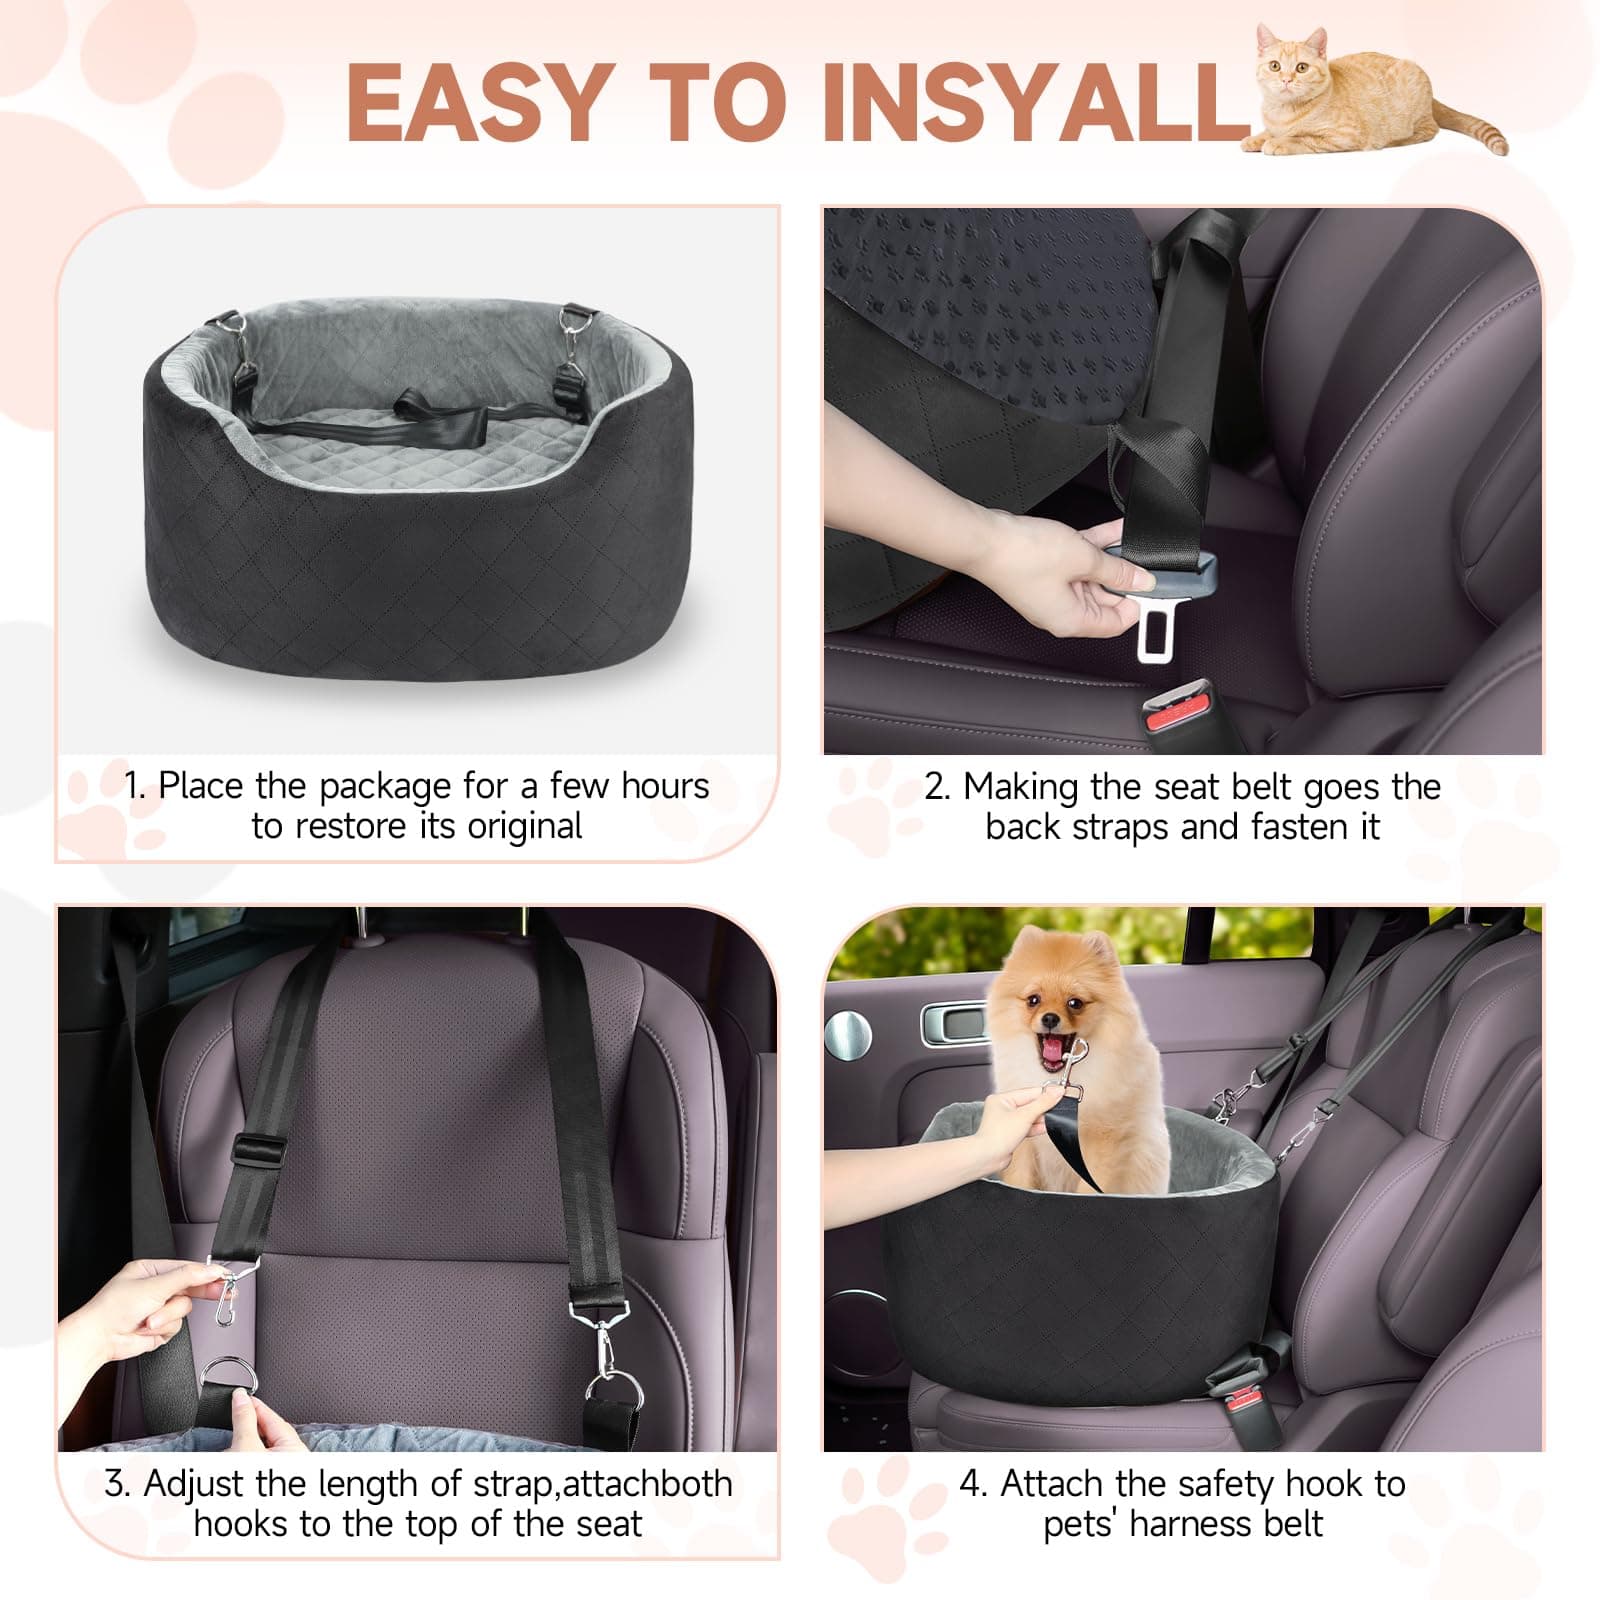 EASY TO INSYALL
1. Place the package for a few hours
to restore its original
2. Making the seat belt goes the
back straps and fasten it
3. Adjust the length of strap,attachboth
hooks to the top of the seat
4. Attach the safety hook to
pets' harness belt